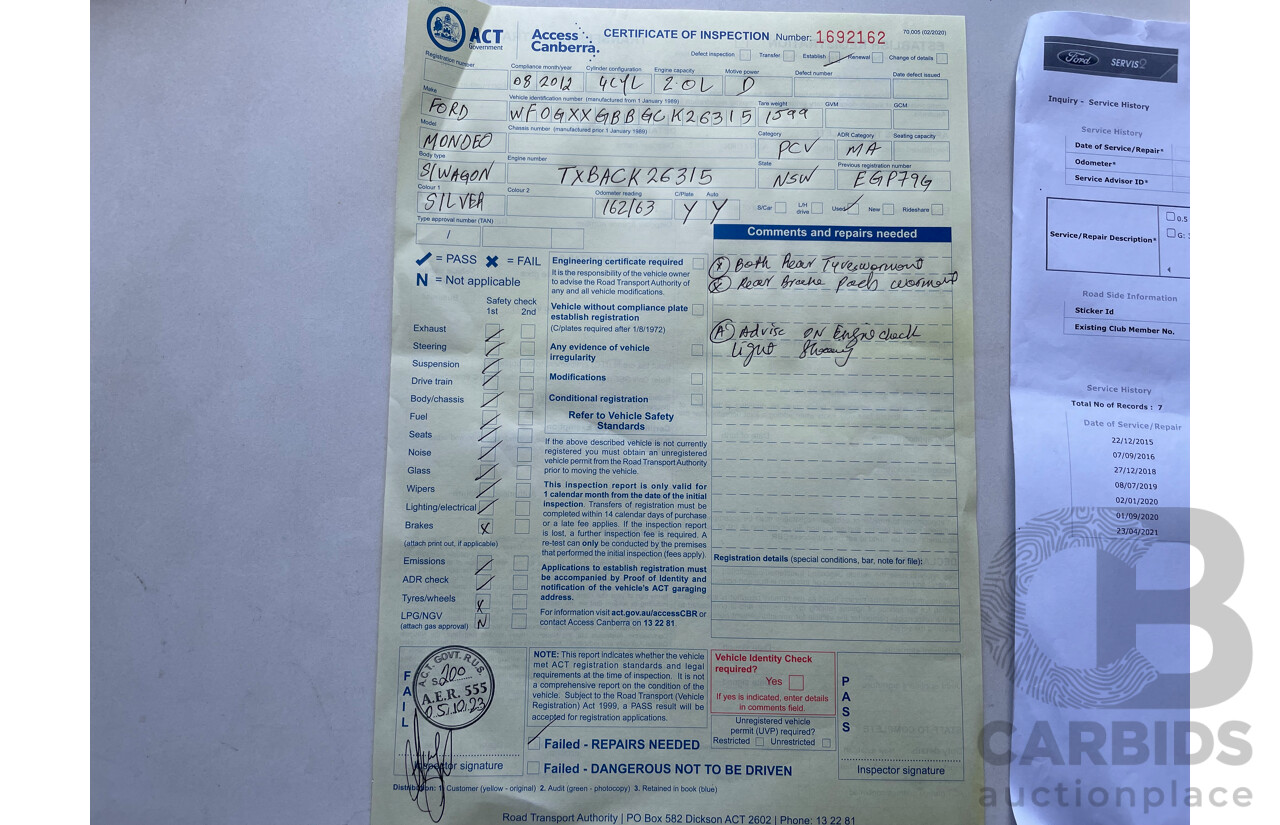 ACT
Government
Access
Canberra.
CERTIFICATE OF INSPECTION Number: 1692162
70.005 (02/2020)
Defect inspection Transfer Establish Renewal Change of details
Registration number Compliance month/year Cylinder configuration Engine capacity Motive power Defect number Date defect issued
08 2012 4CYL 2.0L D
Make Vehicle identification number (manufactured from 1 January 1989) Tare weight GVM GCM
FORD WF0GXXGBBGCK26315 1599
Model Chassis number (manufactured prior 1 January 1989) Category ADR Category Seating capacity
MONDEO PCV MA
Body type Engine number State Previous registration number
S/WAGON TXBACK26315 NSW EGP79G
Colour 1 Colour 2 Odometer reading C/Plate Auto
SILVER 162163 Y Y
S/Car L/H drive Used New Rideshare
Type approval number (TAN)
/
Comments and repairs needed
= PASS = FAIL
N = Not applicable
Safety check
1st 2nd
Exhaust
Steering
Suspension
Drive train
Body/chassis
Fuel
Seats
Noise
Glass
Wipers
Lighting/electrical
Brakes X
(attach print out, if applicable)
Emissions
ADR check
Tyres/wheels X
LPG/NGV N
(attach gas approval)
Engineering certificate required
It is the responsibility of the vehicle owner
to advise the Road Transport Authority of
any and all vehicle modifications.
Vehicle without compliance plate
establish registration
(C/plates required after 1/8/1972)
Any evidence of vehicle
irregularity
Modifications
Conditional registration
Refer to Vehicle Safety
Standards
If the above described vehicle is not currently
registered you must obtain an unregistered
vehicle permit from the Road Transport Authority
prior to moving the vehicle.
This inspection report is only valid for
1 calendar month from the date of the initial
inspection. Transfers of registration must be
completed within 14 calendar days of purchase
or a late fee applies. If the inspection report
is lost, a further inspection fee is required. A
re-test can only be conducted by the premises
that performed the initial inspection (fees apply).
Applications to establish registration must
be accompanied by Proof of Identity and
notification of the vehicle's ACT garaging
address.
For information visit act.gov.au/accessCBR or
contact Access Canberra on 13 22 81
X Both Rear Tyres wornout
X Rear Brake Pads wornout
A Advise ON Engine check
light Showing
Registration details (special conditions, bar, note for file):
FAIL
A.C.T. GOVT. R.U.S.
S200
A.E.R. 555
05.10.23
Inspector signature
NOTE: This report indicates whether the vehicle
met ACT registration standards and legal
requirements at the time of inspection. It is not
a comprehensive report on the condition of the
vehicle. Subject to the Road Transport (Vehicle
Registration) Act 1999, a PASS result will be
accepted for registration applications.
Failed - REPAIRS NEEDED
Failed - DANGEROUS NOT TO BE DRIVEN
Vehicle Identity Check
required?
Yes
If yes is indicated, enter details
in comments field.
Unregistered vehicle
permit (UVP) required?
Restricted Unrestricted
PASS
Inspector signature
Distribution: 1. Customer (yellow - original) 2. Audit (green - photocopy) 3. Retained in book (blue)
Road Transport Authority | PO Box 582 Dickson ACT 2602 | Phone: 13 22 81
Ford SERVIS
Inquiry - Service History
Service History
Date of Service/Repair*
Odometer*
Service Advisor ID*
Service/Repair Description*
0.5
G:
Road Side Information
Sticker Id
Existing Club Member No.
Service History
Total No of Records : 7
Date of Service/Repair
22/12/2015
07/09/2016
27/12/2018
08/07/2019
02/01/2020
01/09/2020
23/04/2021
CB
CARBIDS
auctionplace